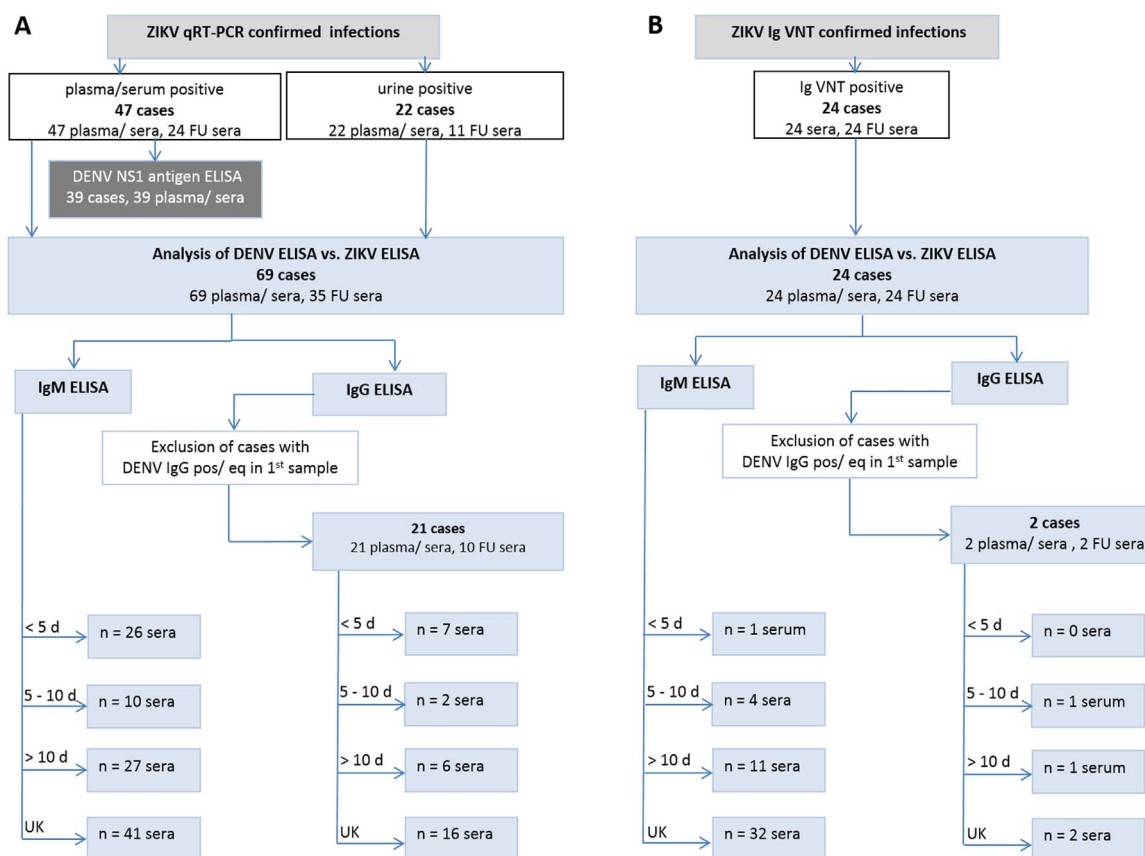 A
ZIKV qRT-PCR confirmed infections
plasma/serum positive
47 cases
47 plasma/ sera, 24 FU sera
urine positive
22 cases
22 plasma/ sera, 11 FU sera
DENV NS1 antigen ELISA
39 cases, 39 plasma/ sera
Analysis of DENV ELISA vs. ZIKV ELISA
69 cases
69 plasma/ sera, 35 FU sera
IgM ELISA
IgG ELISA
Exclusion of cases with
DENV IgG pos/ eq in 1st sample
21 cases
21 plasma/ sera, 10 FU sera
< 5 d
n = 26 sera
5 - 10 d
n = 10 sera
> 10 d
n = 27 sera
UK
n = 41 sera
< 5 d
n = 7 sera
5 - 10 d
n = 2 sera
> 10 d
n = 6 sera
UK
n = 16 sera
B
ZIKV Ig VNT confirmed infections
Ig VNT positive
24 cases
24 sera, 24 FU sera
Analysis of DENV ELISA vs. ZIKV ELISA
24 cases
24 plasma/ sera, 24 FU sera
IgM ELISA
IgG ELISA
Exclusion of cases with
DENV IgG pos/ eq in 1st sample
2 cases
2 plasma/ sera , 2 FU sera
< 5 d
n = 1 serum
5 - 10 d
n = 4 sera
> 10 d
n = 11 sera
UK
n = 32 sera
< 5 d
n = 0 sera
5 - 10 d
n = 1 serum
> 10 d
n = 1 serum
UK
n = 2 sera